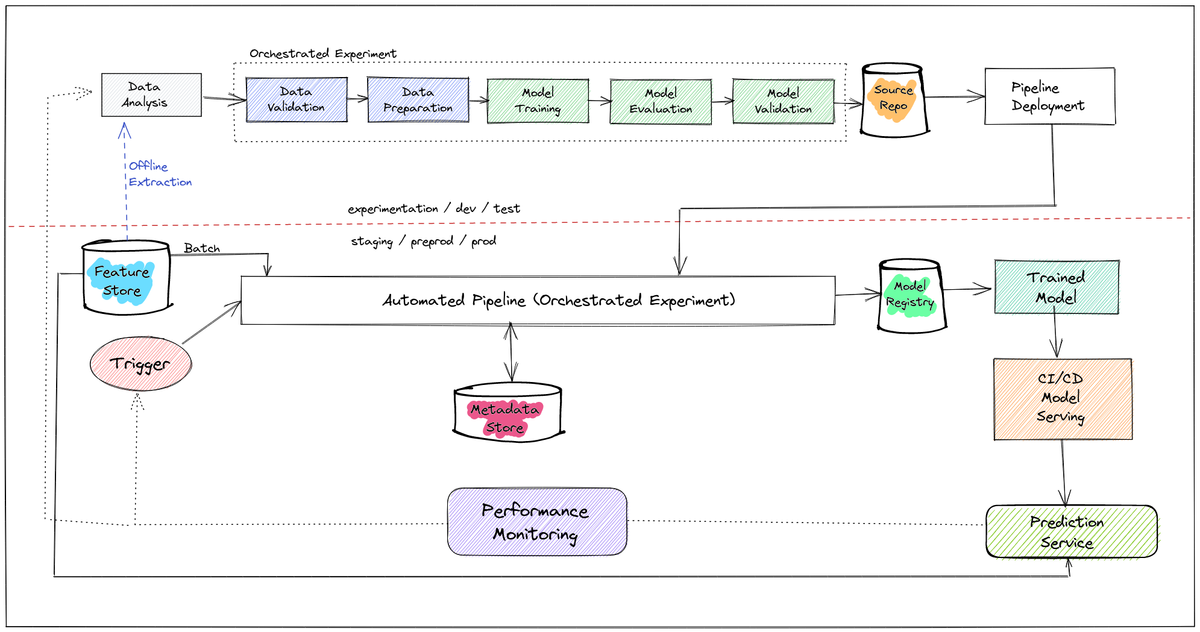 Orchestrated Experiment
Data
Analysis
Data
Validation
Data
Preparation
Model
Training
Model
Evaluation
Model
Validation
Source
Repo
Pipeline
Deployment
Offline
Extraction
experimentation / dev / test
staging / preprod / prod
Batch
Feature
Store
Automated Pipeline (Orchestrated Experiment)
Model
Registry
Trained
Model
Trigger
Metadata
Store
CI/CD
Model
Serving
Performance
Monitoring
Prediction
Service